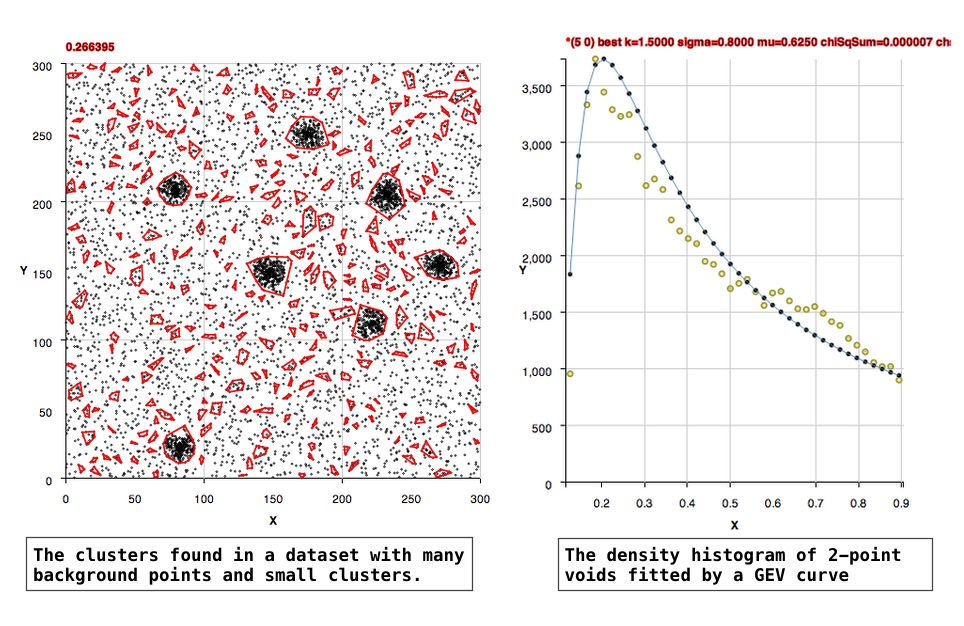 0.266395
300
250
200
150
100
50
0
Y
0 50 100 150 200 250 300
X
The clusters found in a dataset with many
background points and small clusters.
*(5 0) best k=1.5000 sigma=0.8000 mu=0.6250 chiSqSum=0.000007
3,500
3,000
2,500
2,000
1,500
1,000
500
0
Y
0.2 0.3 0.4 0.5 0.6 0.7 0.8 0.9
X
The density histogram of 2-point
voids fitted by a GEV curve